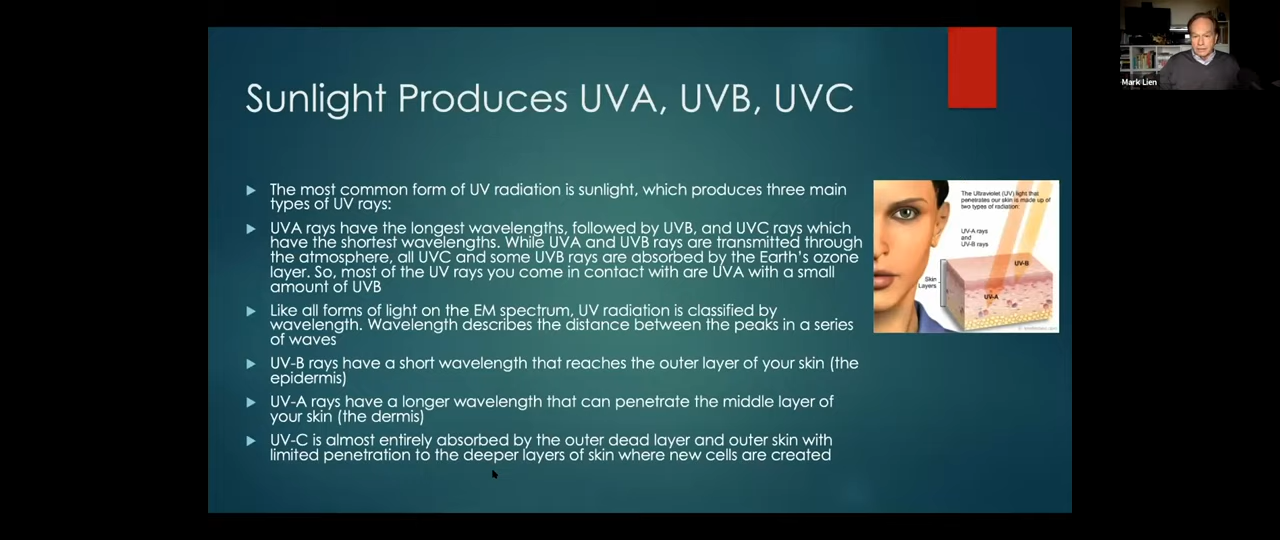 Mark Lien
Sunlight Produces UVA, UVB, UVC
The most common form of UV radiation is sunlight, which produces three main
types of UV rays:
UVA rays have the longest wavelengths, followed by UVB, and UVC rays which
have the shortest wavelengths. While UVA and UVB rays are transmitted through
the atmosphere, all UVC and some UVB rays are absorbed by the Earth's ozone
layer. So, most of the UV rays you come in contact with are UVA with a small
amount of UVB
Like all forms of light on the EM spectrum, UV radiation is classified by
wavelength. Wavelength describes the distance between the peaks in a series
of waves
UV-B rays have a short wavelength that reaches the outer layer of your skin (the
epidermis)
UV-A rays have a longer wavelength that can penetrate the middle layer of
your skin (the dermis)
UV-C is almost entirely absorbed by the outer dead layer and outer skin with
limited penetration to the deeper layers of skin where new cells are created
The Ultraviolet (UV) light that
penetrates our skin is made up of
two types of radiation:
UV-A rays
and
UV-B rays
UV-B
Skin
Layers
UV-A